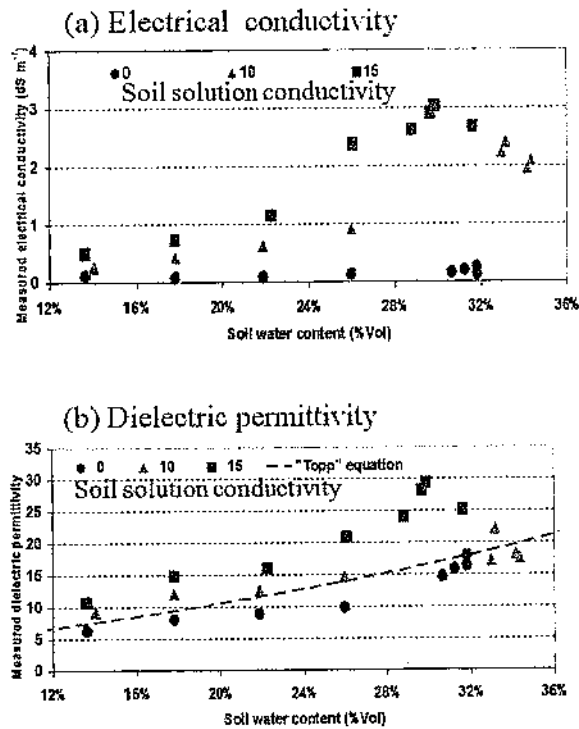 (a) Electrical conductivity
Measured electrical conductivity (dS m⁻¹)
4
3
2
1
0
0 10 15
Soil solution conductivity
12% 16% 20% 24% 28% 32% 36%
Soil water content (%Vol)
(b) Dielectric permittivity
Measured dielectric permittivity
35
30
25
20
15
10
5
0
0 10 15 "Topp" equation
Soil solution conductivity
12% 16% 20% 24% 28% 32% 36%
Soil water content (%Vol)